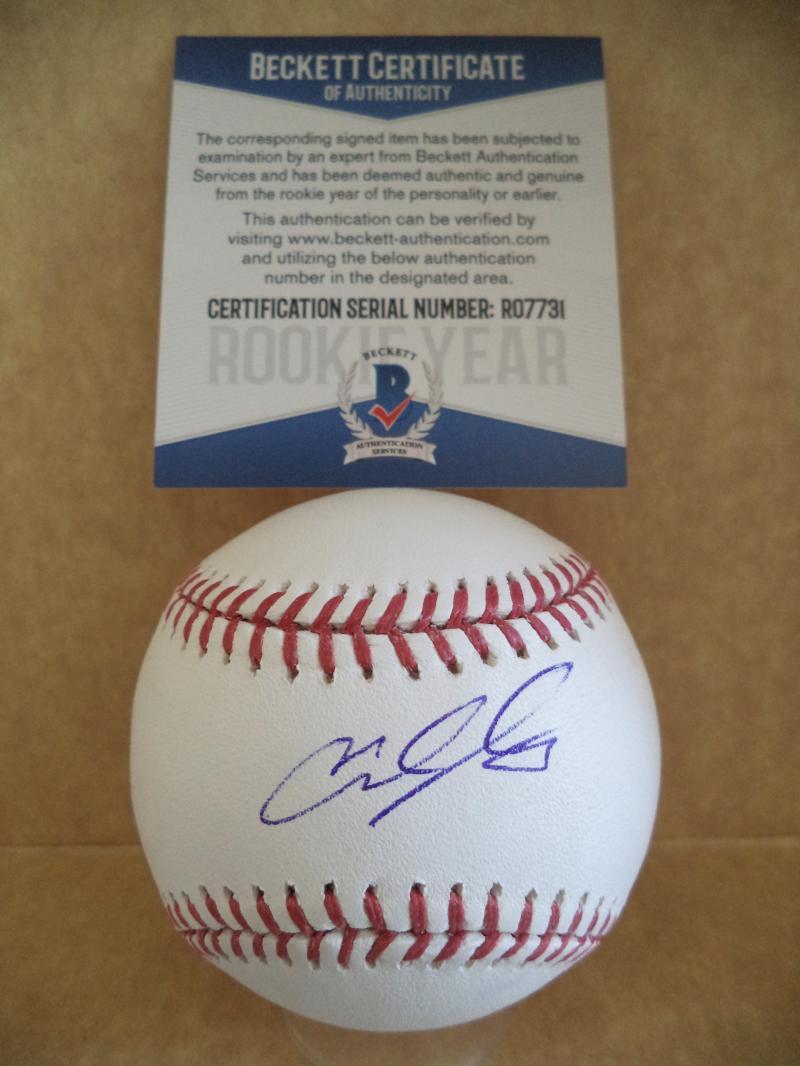 BECKETT CERTIFICATE
OF AUTHENTICITY
The corresponding signed item has been subjected to
examination by an expert from Beckett Authentication
Services and has been deemed authentic and genuine
from the rookie year of the personality or earlier.
This authentication can be verified by
visiting www.beckett-authentication.com
and utilizing the below authentication
number in the designated area.
CERTIFICATION SERIAL NUMBER: R07731
ROOKIE YEAR
BECKETT
B
AUTHENTICATION
SERVICES